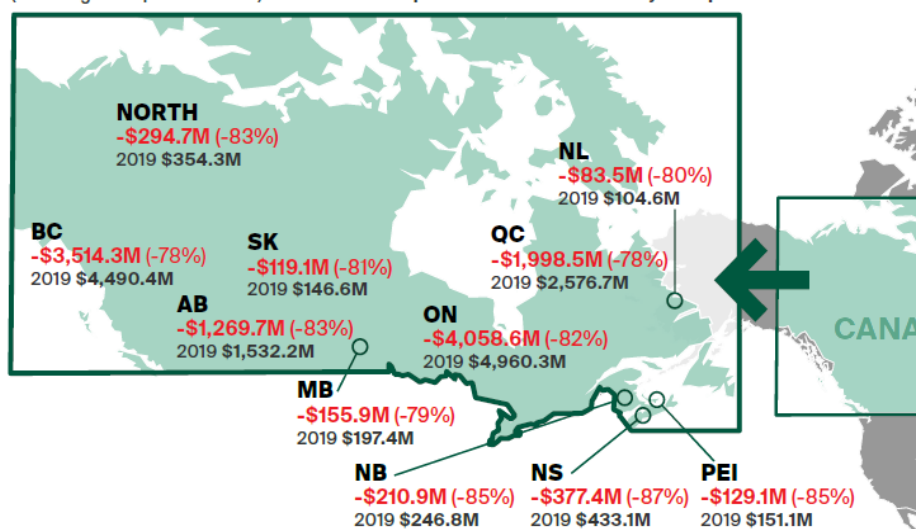 NORTH
-$294.7M (-83%)
2019 $354.3M
NL
-$83.5M (-80%)
2019 $104.6M
BC
-$3,514.3M (-78%)
2019 $4,490.4M
SK
-$119.1M (-81%)
2019 $146.6M
QC
-$1,998.5M (-78%)
2019 $2,576.7M
AB
-$1,269.7M (-83%)
2019 $1,532.2M
ON
-$4,058.6M (-82%)
2019 $4,960.3M
CANA
MB
-$155.9M (-79%)
2019 $197.4M
NB
-$210.9M (-85%)
2019 $246.8M
NS
-$377.4M (-87%)
2019 $433.1M
PEI
-$129.1M (-85%)
2019 $151.1M